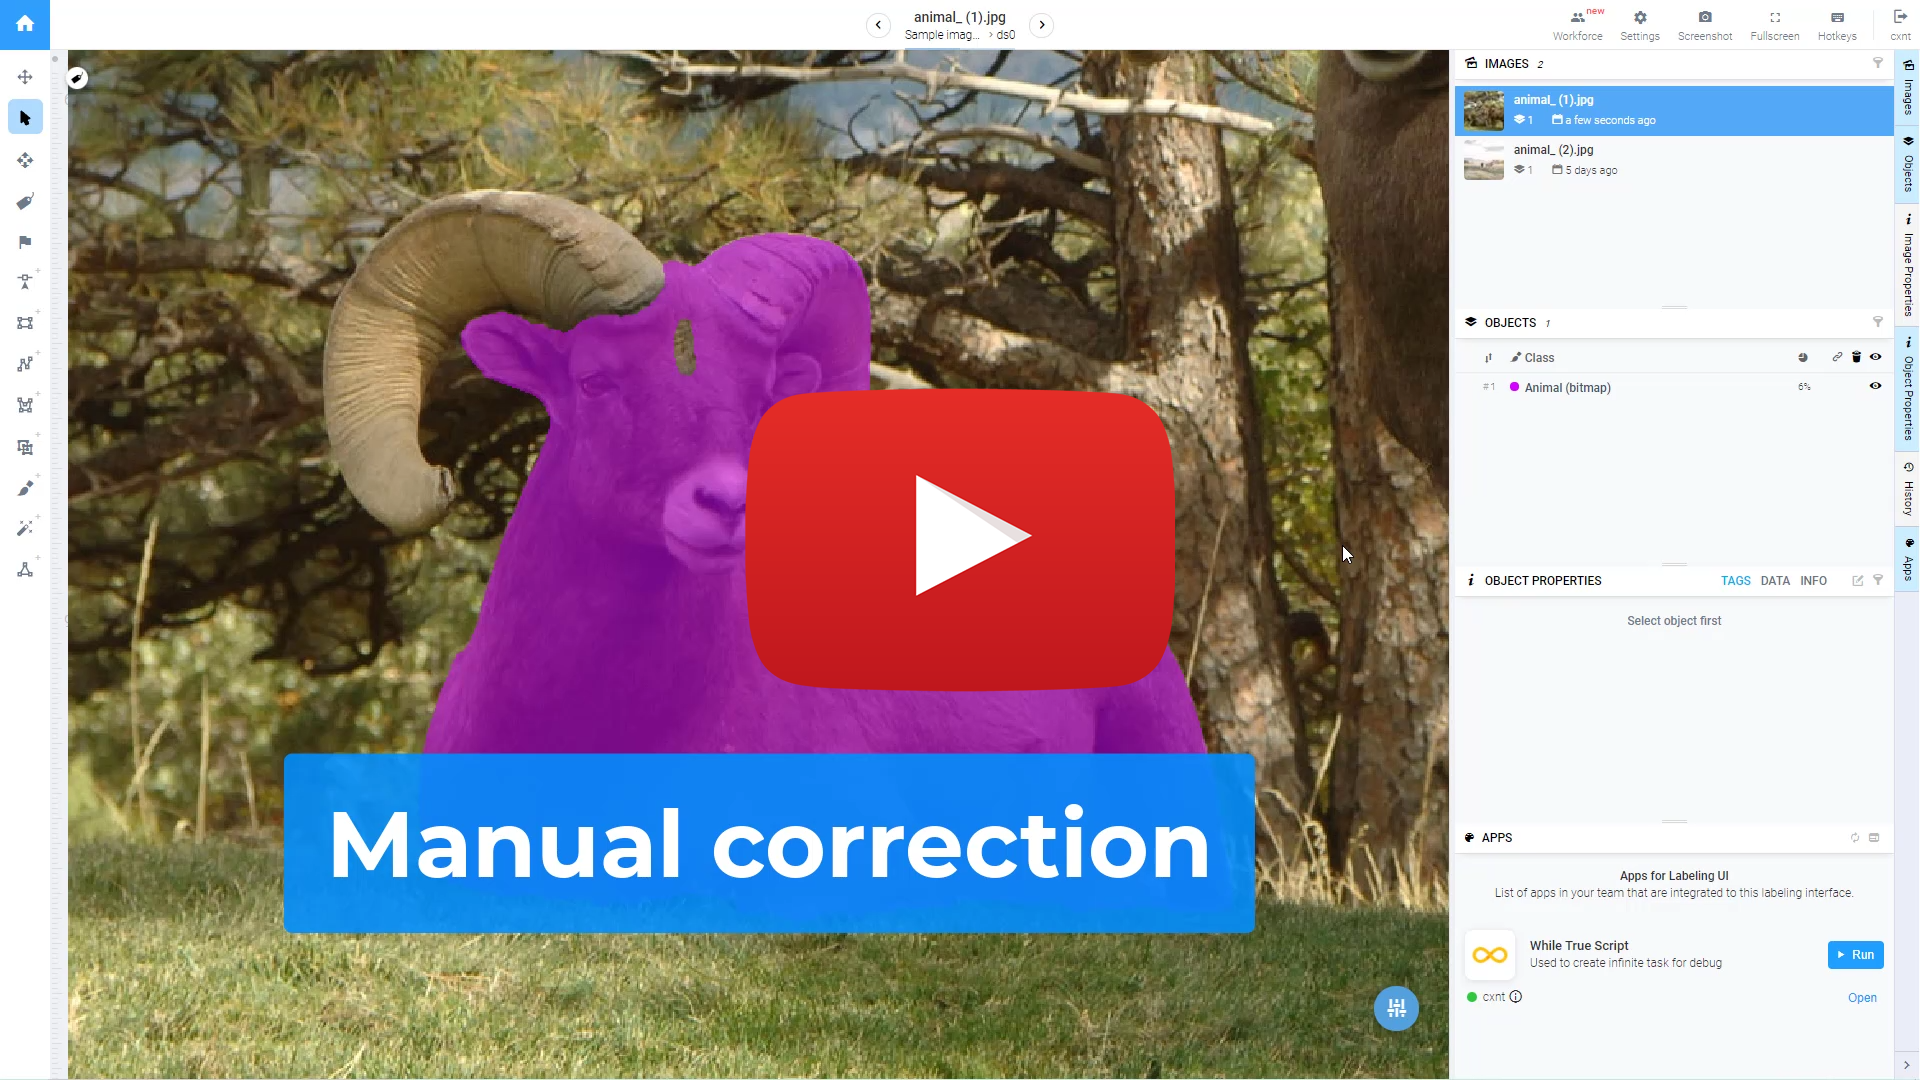 animal_ (1).jpg
Sample imag... > ds0
new
Workforce
Settings
Screenshot
Fullscreen
Hotkeys
cxnt
IMAGES 2
animal_ (1).jpg
1 a few seconds ago
animal_ (2).jpg
1 5 days ago
OBJECTS 1
Class
#1 Animal (bitmap) 6%
OBJECT PROPERTIES TAGS DATA INFO
Select object first
APPS
Apps for Labeling UI
List of apps in your team that are integrated to this labeling interface.
While True Script
Used to create infinite task for debug
Run
cxnt
Open
Images
Objects
Image Properties
Object Properties
History
Apps
Manual correction